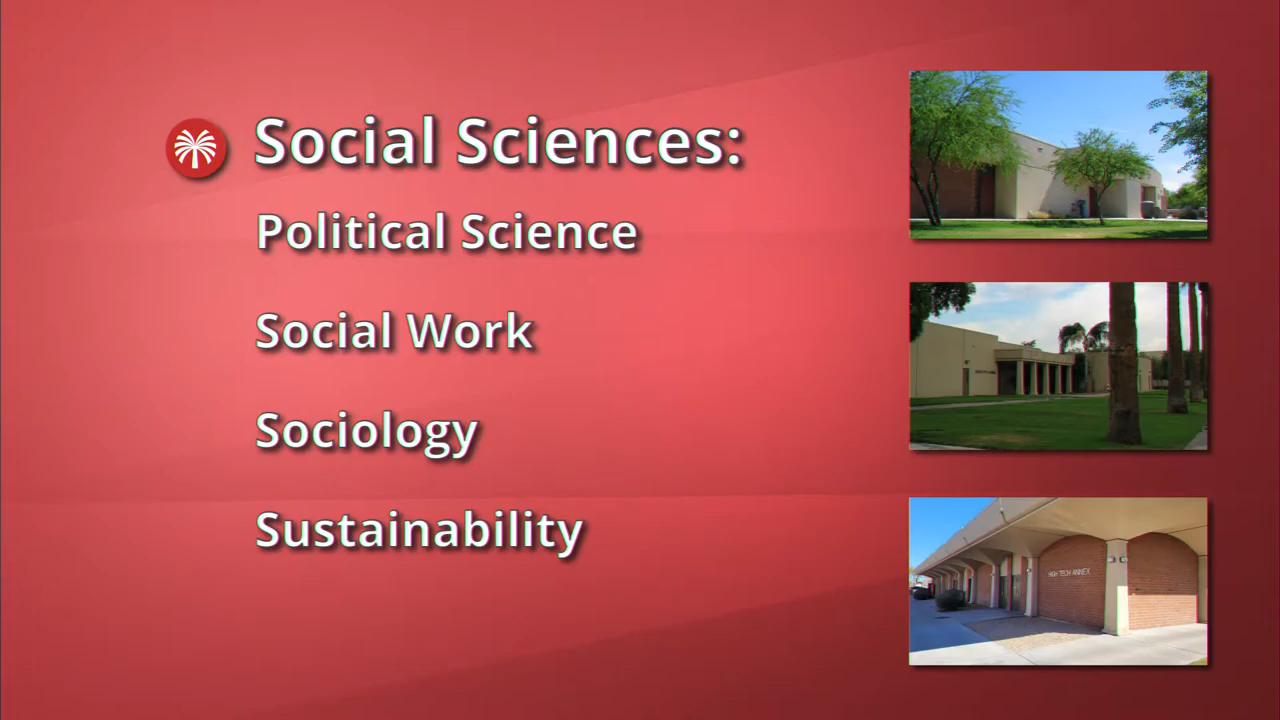 Social Sciences:
Political Science
Social Work
Sociology
Sustainability
HIGH TECH ANNEX